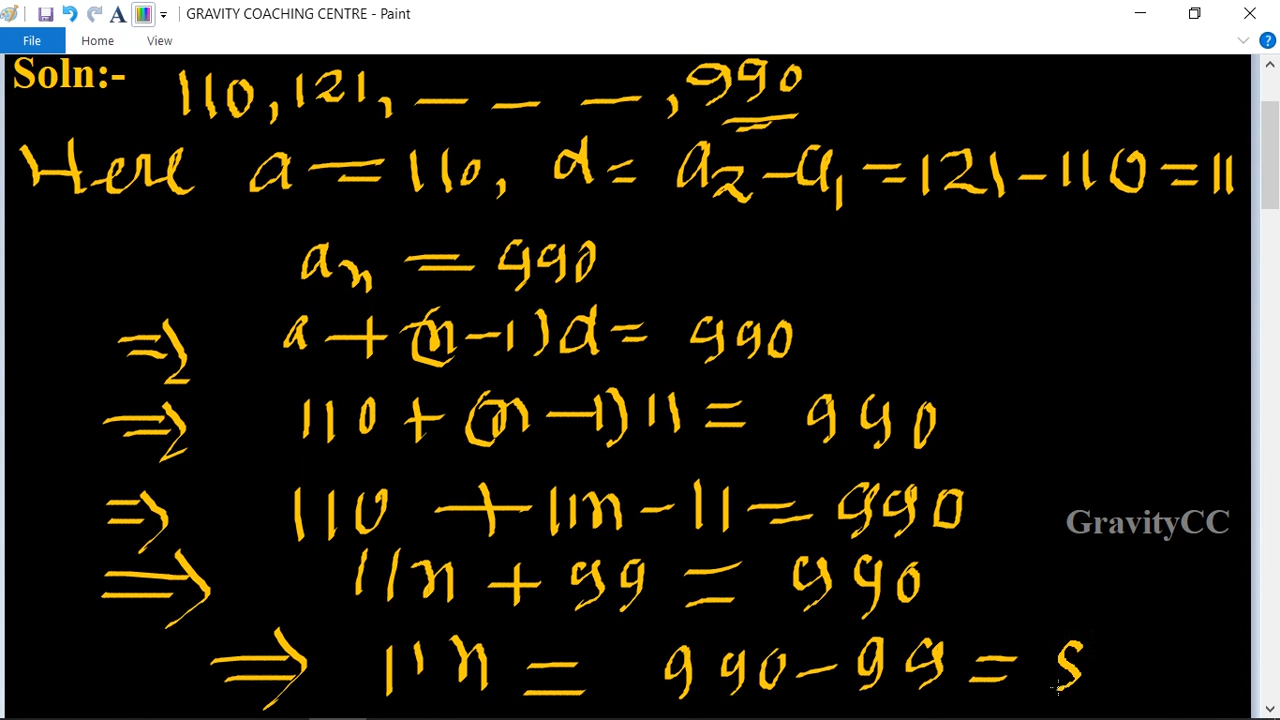 GRAVITY COACHING CENTRE - Paint
File Home View
Soln:- 110, 121, — — —, 990
Here a = 110, d = a₂ - a₁ = 121 - 110 = 11
aₙ = 990
⇒ a + (n - 1)d = 990
⇒ 110 + (n - 1)11 = 990
⇒ 110 + 11n - 11 = 990
GravityCC
⇒ 11n + 99 = 990
⇒ 11n = 990 - 99 =